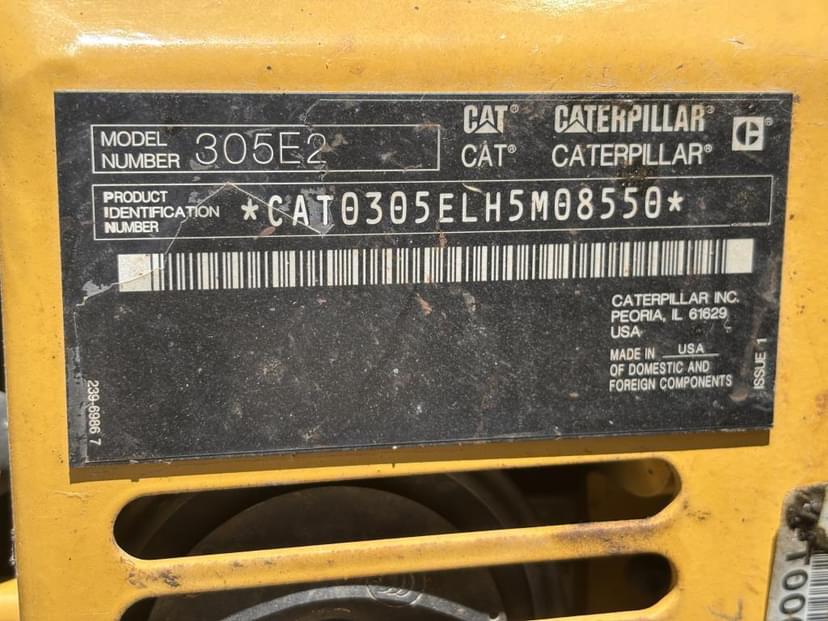 MODEL NUMBER 305E2
CAT® CATERPILLAR®
CAT® CATERPILLAR®
PRODUCT IDENTIFICATION NUMBER *CAT0305ELH5M08550*
CATERPILLAR INC.
PEORIA, IL 61629
USA
MADE IN USA
OF DOMESTIC AND
FOREIGN COMPONENTS
ISSUE 1
239-6986 7